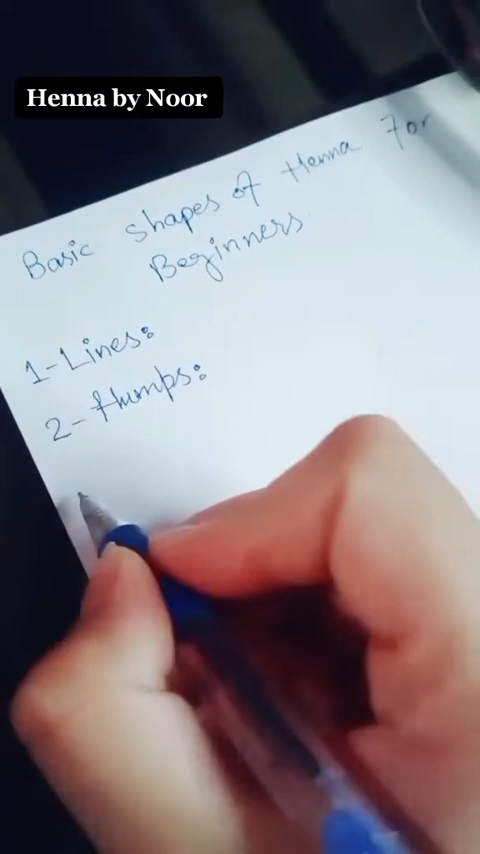 Henna by Noor
Basic shapes of Henna For
Beginners
1-Lines:
2-Humps: